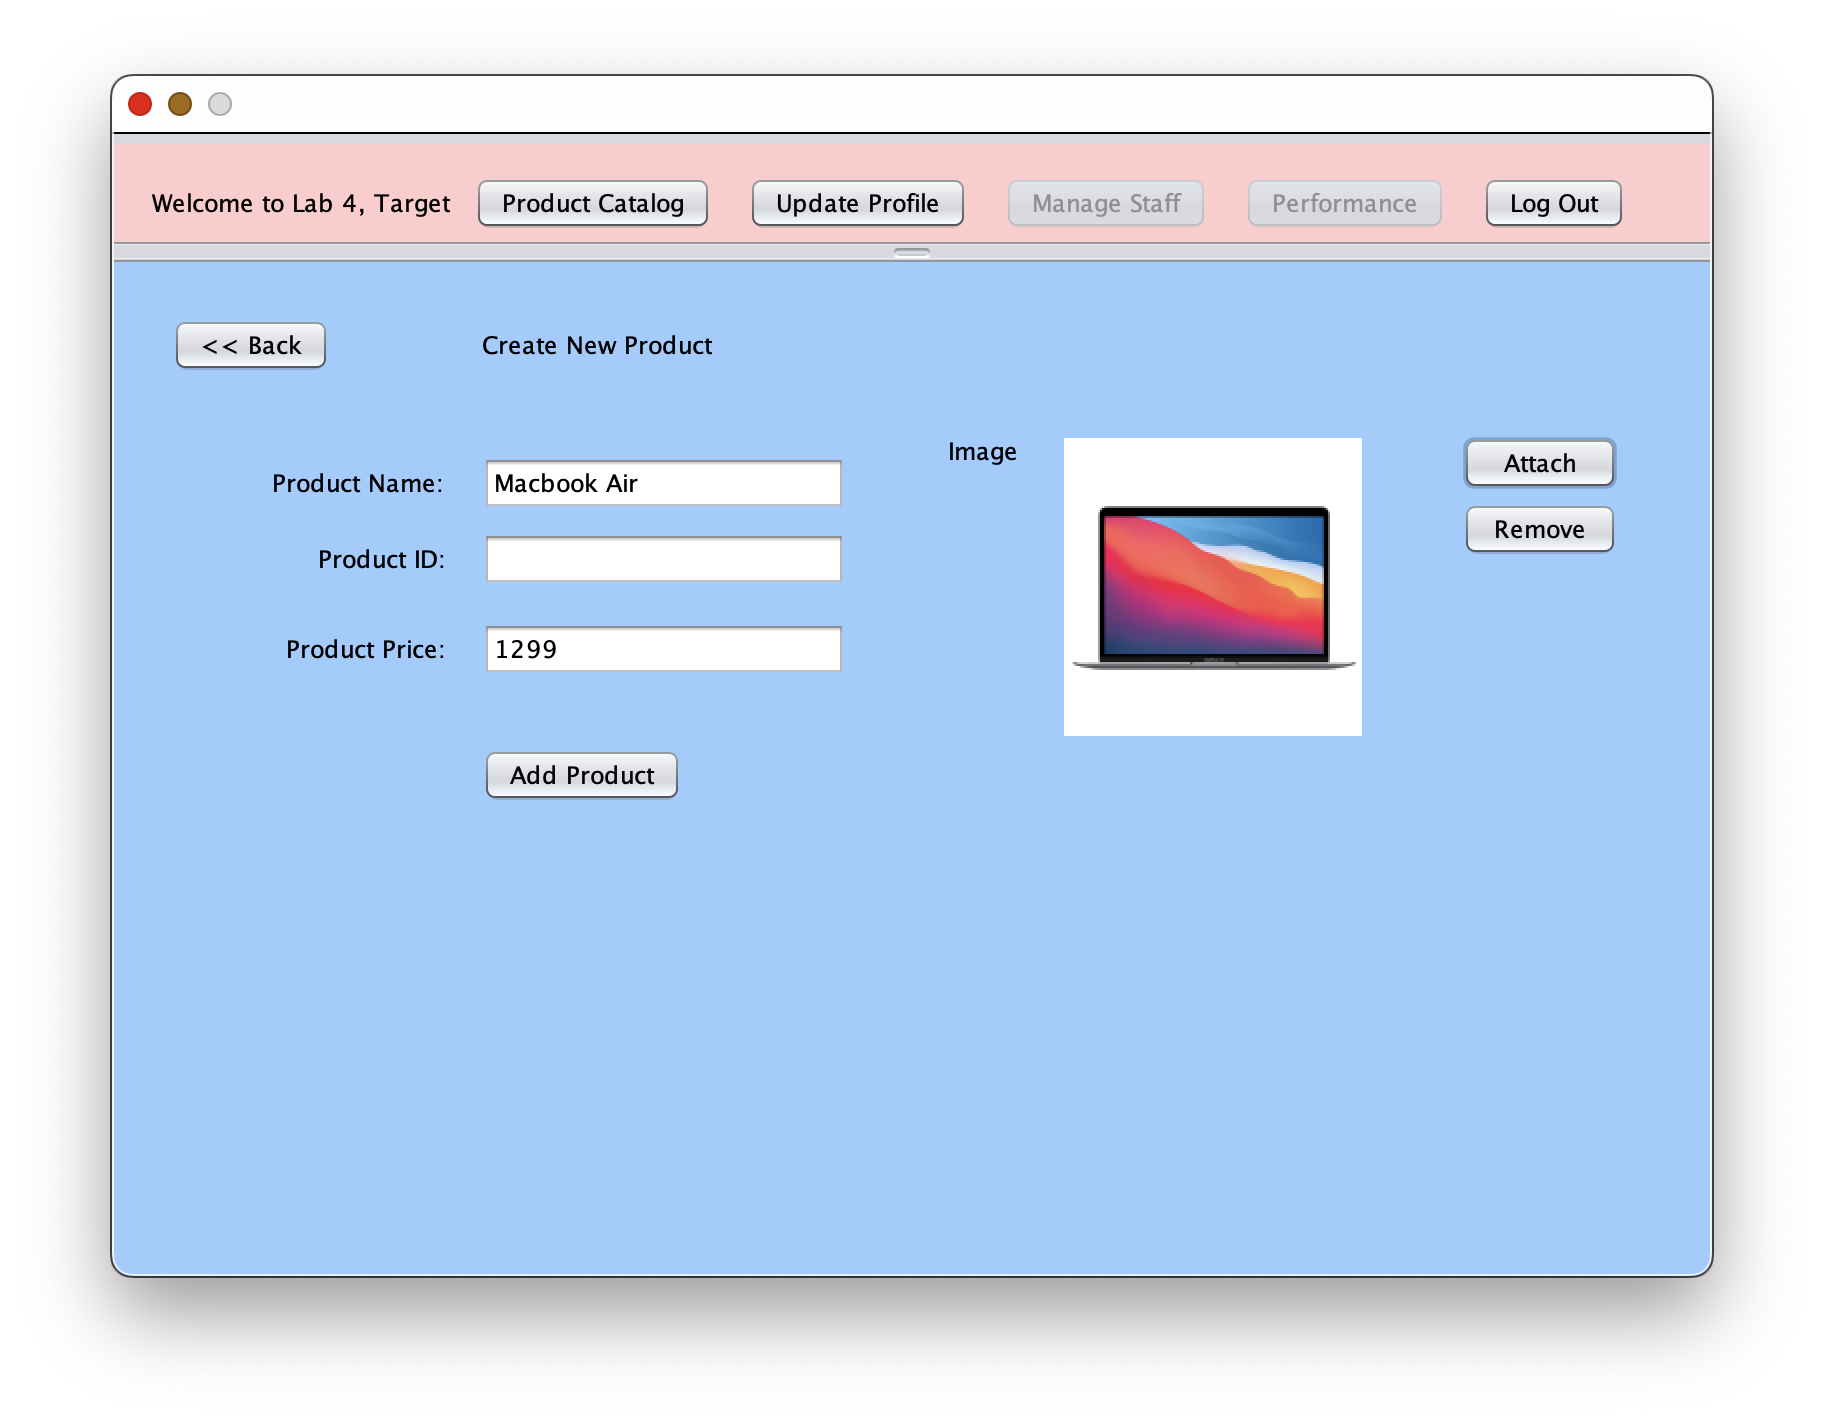 Welcome to Lab 4, Target Product Catalog Update Profile Manage Staff Performance Log Out
<< Back Create New Product
Image Attach
Product Name: Macbook Air
Remove
Product ID:
Product Price: 1299
Add Product